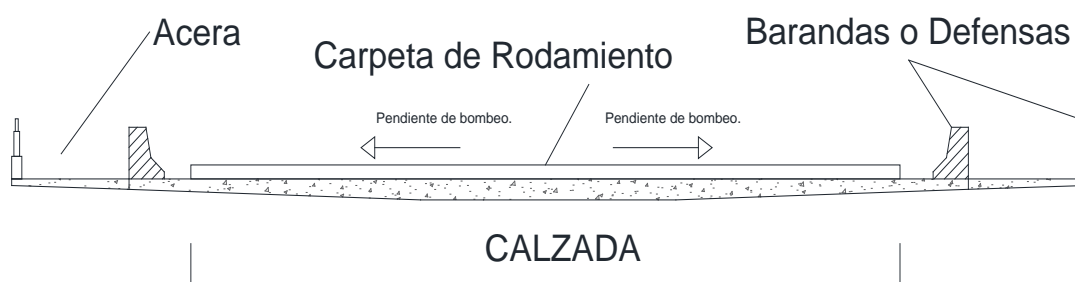 Acera
Barandas o Defensas
Carpeta de Rodamiento
Pendiente de bombeo.
Pendiente de bombeo.
CALZADA